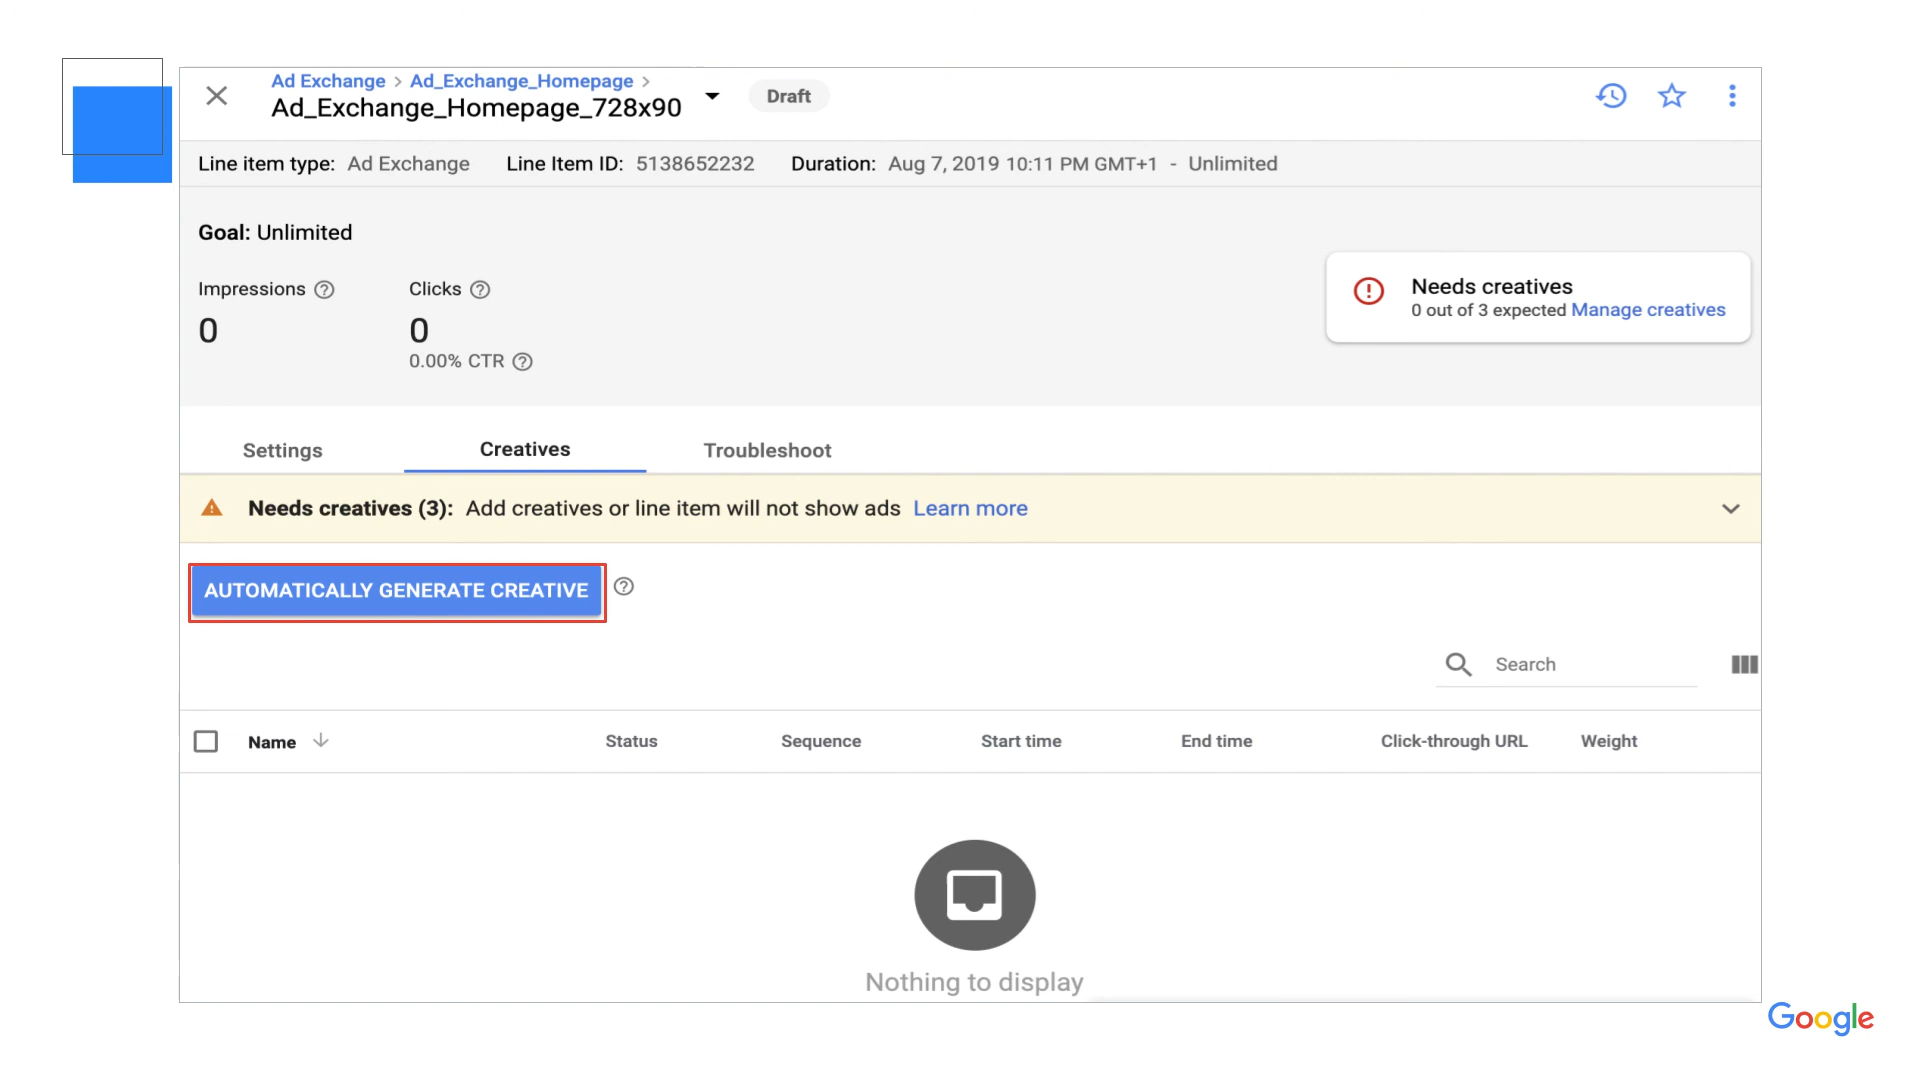 Ad Exchange > Ad_Exchange_Homepage >
Ad_Exchange_Homepage_728x90
Draft
Line item type: Ad Exchange Line Item ID: 5138652232 Duration: Aug 7, 2019 10:11 PM GMT+1 - Unlimited
Goal: Unlimited
Impressions ? Clicks ?
0 0
0.00% CTR ?
Needs creatives
0 out of 3 expected Manage creatives
Settings Creatives Troubleshoot
Needs creatives (3): Add creatives or line item will not show ads Learn more
AUTOMATICALLY GENERATE CREATIVE ?
Search
Name Status Sequence Start time End time Click-through URL Weight
Nothing to display
Google